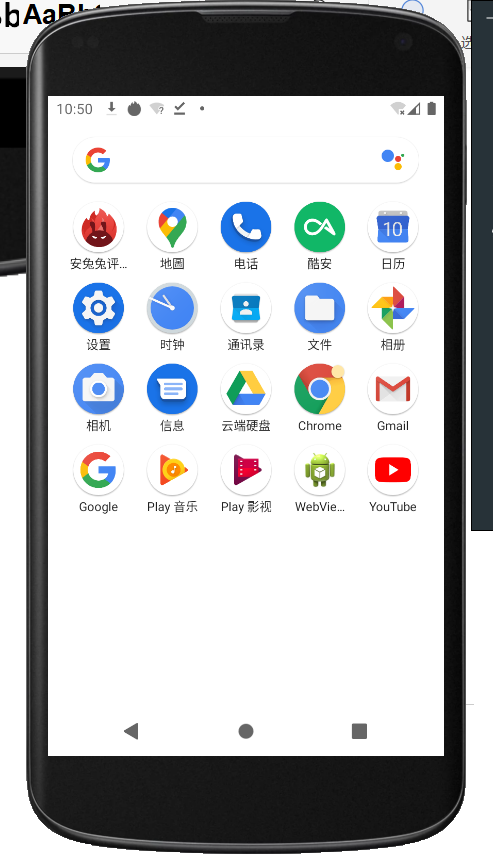 AaBb
选
10:50
安兔兔评...
地图
电话
酷安
10
日历
设置
时钟
通讯录
文件
相册
相机
信息
云端硬盘
Chrome
Gmail
Google
Play 音乐
Play 影视
WebVie...
YouTube